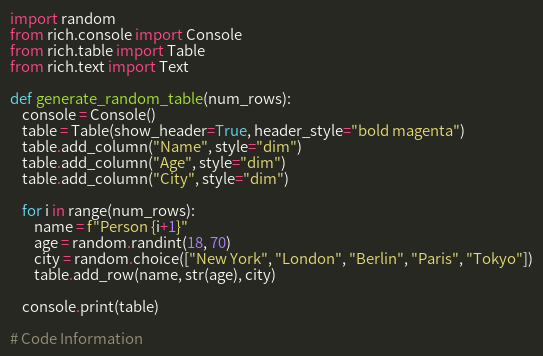 import random
from rich.console import Console
from rich.table import Table
from rich.text import Text

def generate_random_table(num_rows):
    console = Console()
    table = Table(show_header=True, header_style="bold magenta")
    table.add_column("Name", style="dim")
    table.add_column("Age", style="dim")
    table.add_column("City", style="dim")

    for i in range(num_rows):
        name = f"Person {i+1}"
        age = random.randint(18, 70)
        city = random.choice(["New York", "London", "Berlin", "Paris", "Tokyo"])
        table.add_row(name, str(age), city)

    console.print(table)

# Code Information